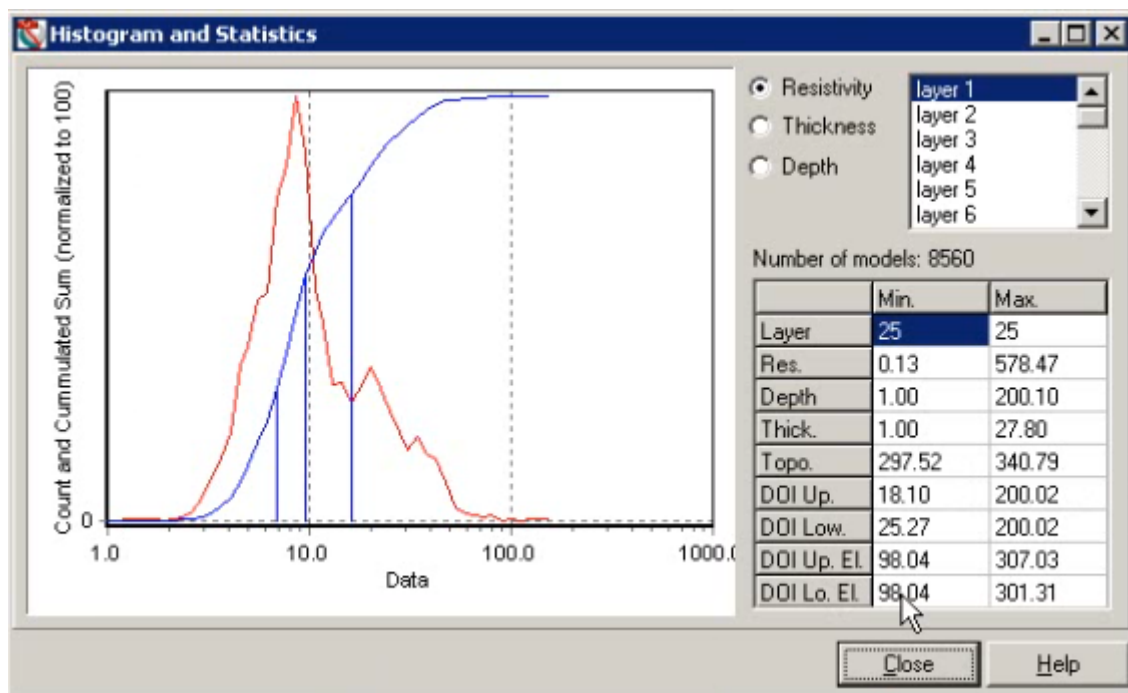 Histogram and Statistics
Count and Cummulated Sum (normalized to 100)
0
1.0 10.0 100.0 1000.
Data
Resistivity
Thickness
Depth
layer 1
layer 2
layer 3
layer 4
layer 5
layer 6
Number of models: 8560
Min. Max.
Layer 25 25
Res. 0.13 578.47
Depth 1.00 200.10
Thick. 1.00 27.80
Topo. 297.52 340.79
DOI Up. 18.10 200.02
DOI Low. 25.27 200.02
DOI Up. El. 98.04 307.03
DOI Lo. El. 98.04 301.31
Close Help